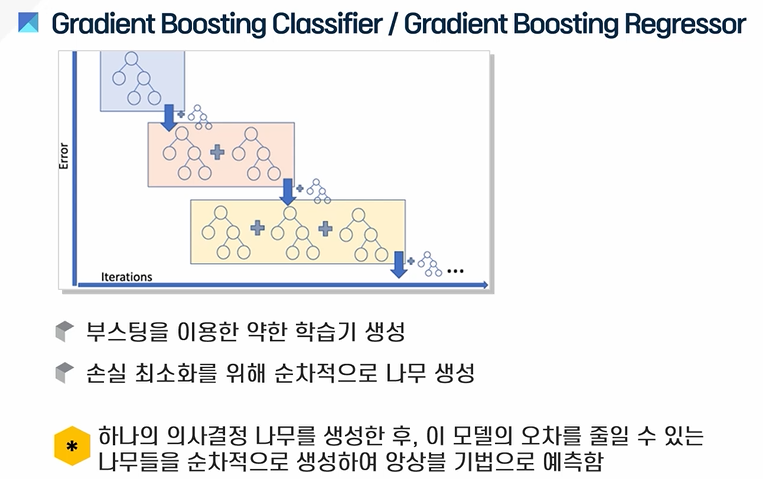 Gradient Boosting Classifier / Gradient Boosting Regressor
Error
Iterations
...
부스팅을 이용한 약한 학습기 생성
손실 최소화를 위해 순차적으로 나무 생성
* 하나의 의사결정 나무를 생성한 후, 이 모델의 오차를 줄일 수 있는
나무들을 순차적으로 생성하여 앙상블 기법으로 예측함